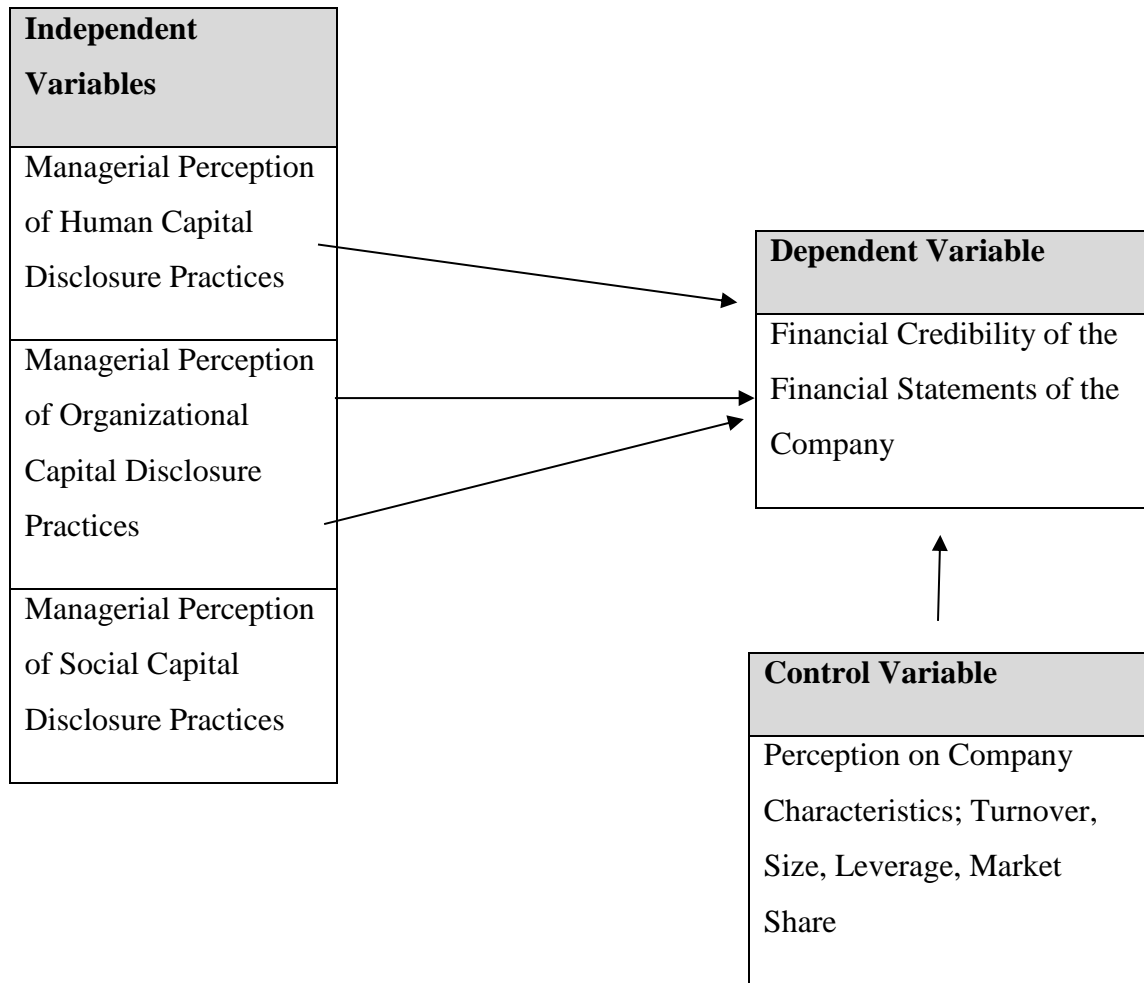 Independent
Variables
Managerial Perception
of Human Capital
Disclosure Practices
Managerial Perception
of Organizational
Capital Disclosure
Practices
Managerial Perception
of Social Capital
Disclosure Practices
Dependent Variable
Financial Credibility of the
Financial Statements of the
Company
Control Variable
Perception on Company
Characteristics; Turnover,
Size, Leverage, Market
Share